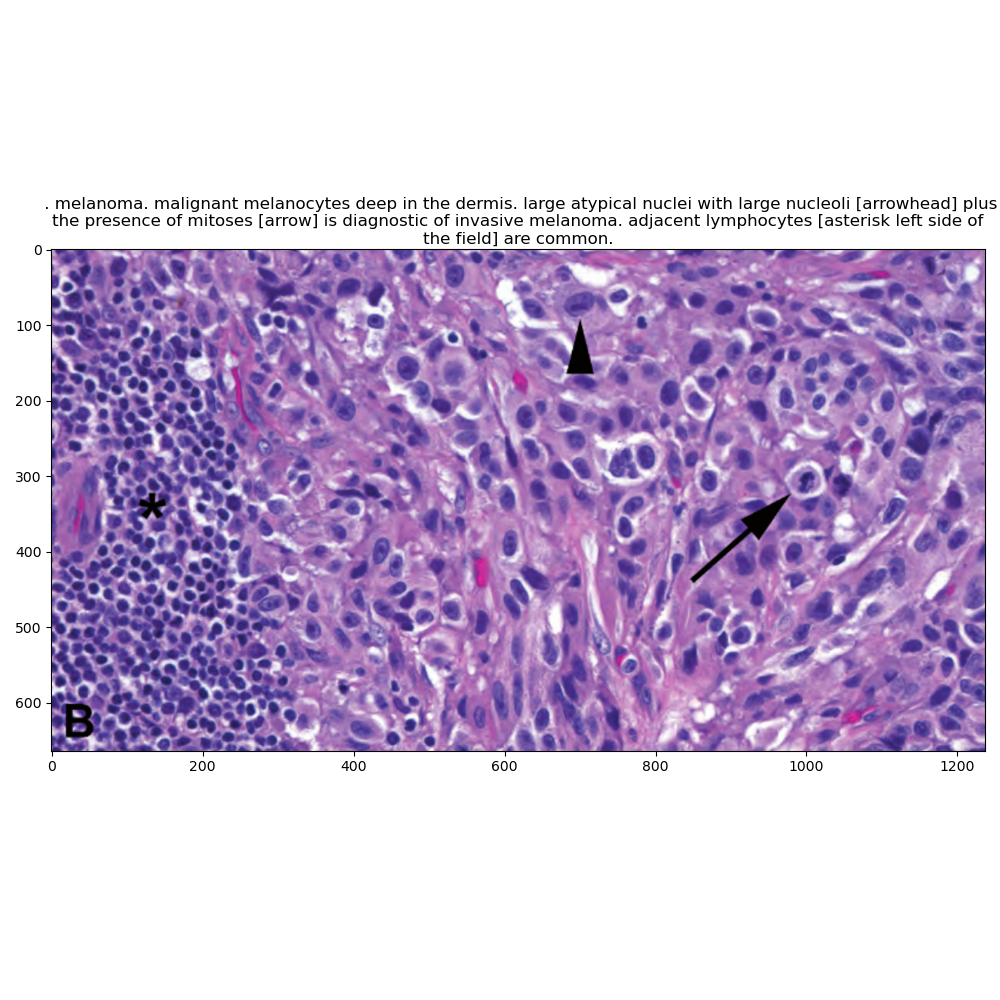 . melanoma. malignant melanocytes deep in the dermis. large atypical nuclei with large nucleoli [arrowhead] plus
the presence of mitoses [arrow] is diagnostic of invasive melanoma. adjacent lymphocytes [asterisk left side of
the field] are common.
0
100
200
300
400
500
600
*
B
0 200 400 600 800 1000 1200